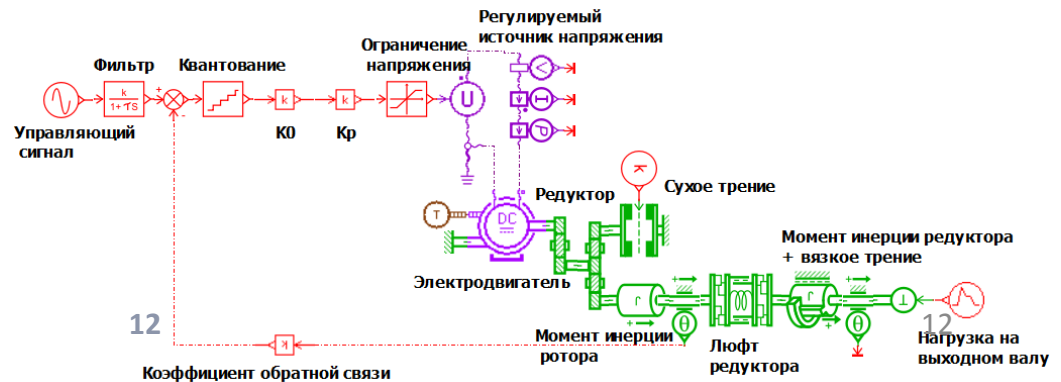 Регулируемый
источник напряжения
Ограничение
напряжения
Фильтр
Квантование
k
1+τS
+
-
k
k
U
V
I
P
K0
Kp
Управляющий
сигнал
K
Редуктор
Сухое трение
T
DC
Электродвигатель
Момент инерции редуктора
+ вязкое трение
J
J
T
θ
θ
12
12
k
Момент инерции
ротора
Люфт
редуктора
Нагрузка на
выходном валу
Коэффициент обратной связи